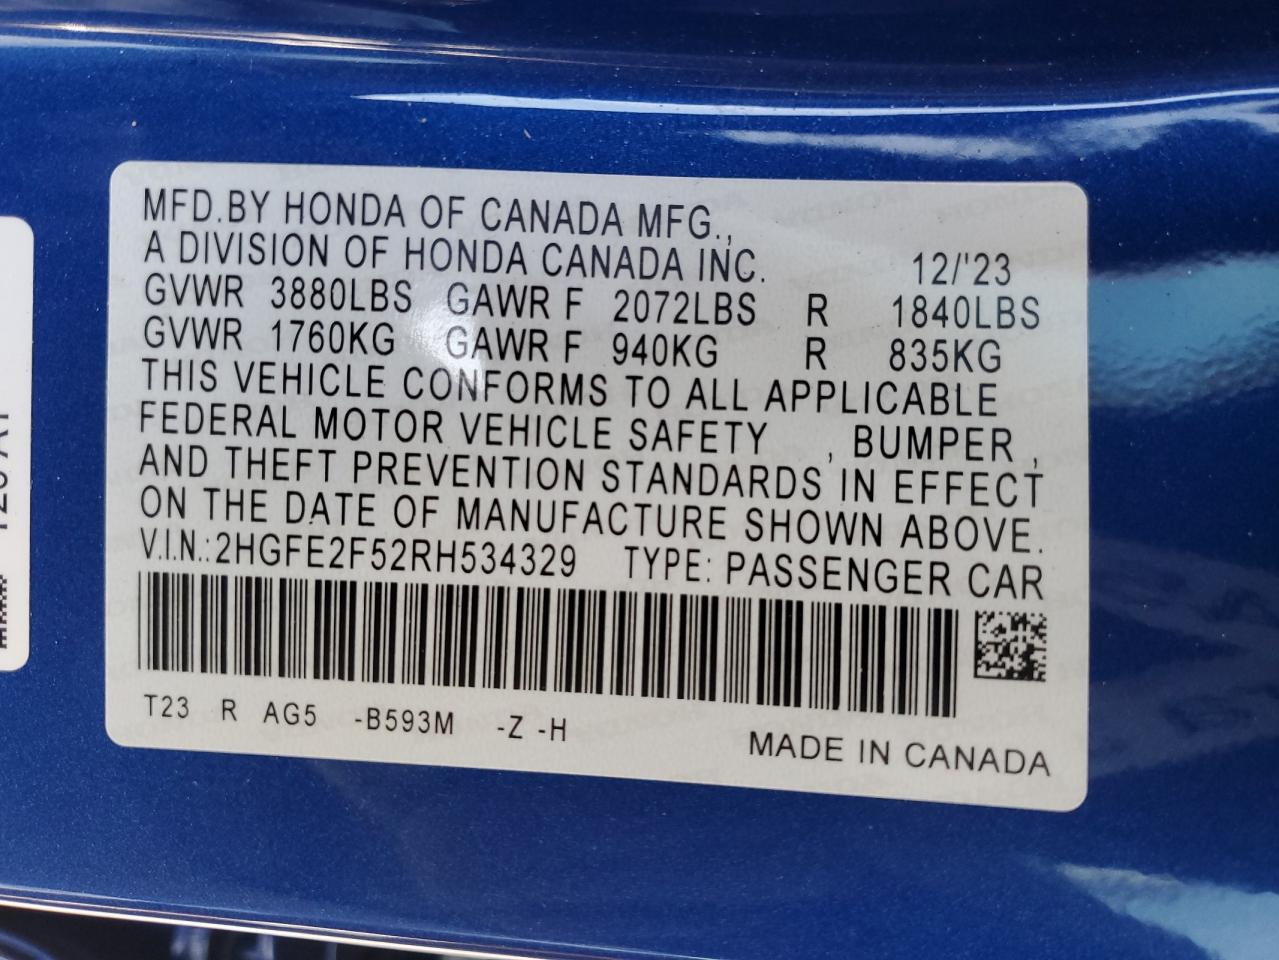 MFD.BY HONDA OF CANADA MFG.,
A DIVISION OF HONDA CANADA INC. 12/'23
GVWR 3880LBS GAWR F 2072LBS R 1840LBS
GVWR 1760KG GAWR F 940KG R 835KG
THIS VEHICLE CONFORMS TO ALL APPLICABLE
FEDERAL MOTOR VEHICLE SAFETY , BUMPER ,
AND THEFT PREVENTION STANDARDS IN EFFECT
ON THE DATE OF MANUFACTURE SHOWN ABOVE.
V.I.N.:2HGFE2F52RH534329 TYPE: PASSENGER CAR
T23 R AG5 -B593M -Z -H
MADE IN CANADA